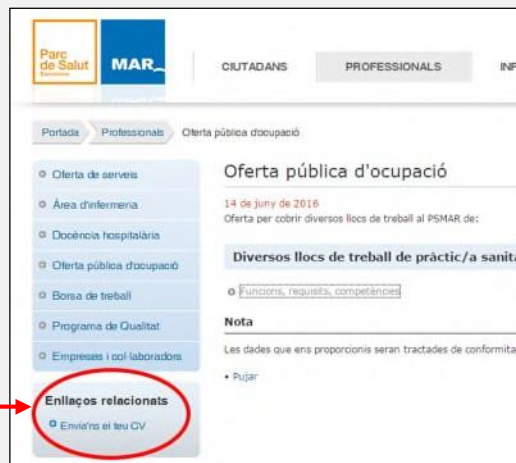 Parc
de Salut
Barcelona
MAR
CIUTADANS
PROFESSIONALS
INF
Portada
Professionals
Oferta pública d'ocupació
Oferta de serveis
Àrea d'infermeria
Docència hospitalària
Oferta pública d'ocupació
Borsa de treball
Programa de Qualitat
Empreses i col·laboradors
Enllaços relacionats
Envia'ns el teu CV
Oferta pública d'ocupació
14 de juny de 2016
Oferta per cobrir diversos llocs de treball al PSMAR de:
Diversos llocs de treball de pràctic/a sanita
Funcions, requisits, competències
Nota
Les dades que ens proporcionis seran tractades de conformita
• Pujar